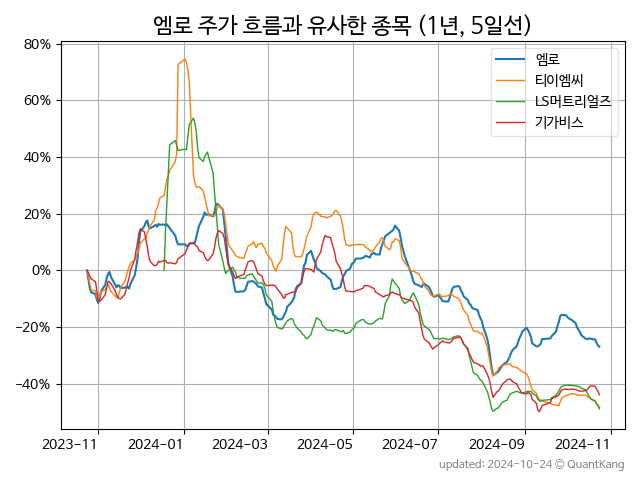 엠로 주가 흐름과 유사한 종목 (1년, 5일선)
엠로
티이엠씨
LS머트리얼즈
기가비스
80%
60%
40%
20%
0%
−20%
−40%
2023-11
2024-01
2024-03
2024-05
2024-07
2024-09
2024-11
updated: 2024-10-24 © QuantKang